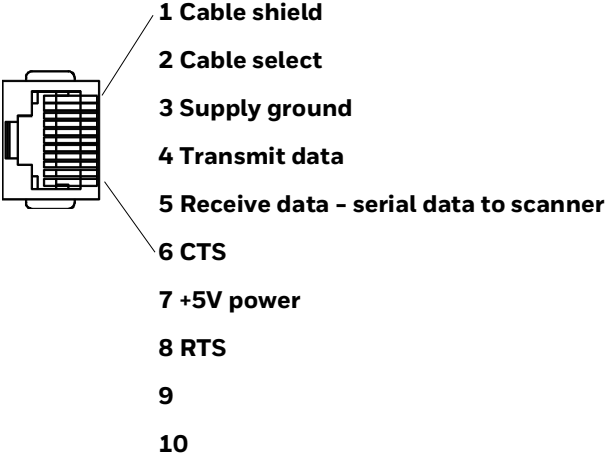 1 Cable shield
2 Cable select
3 Supply ground
4 Transmit data
5 Receive data – serial data to scanner
6 CTS
7 +5V power
8 RTS
9
10